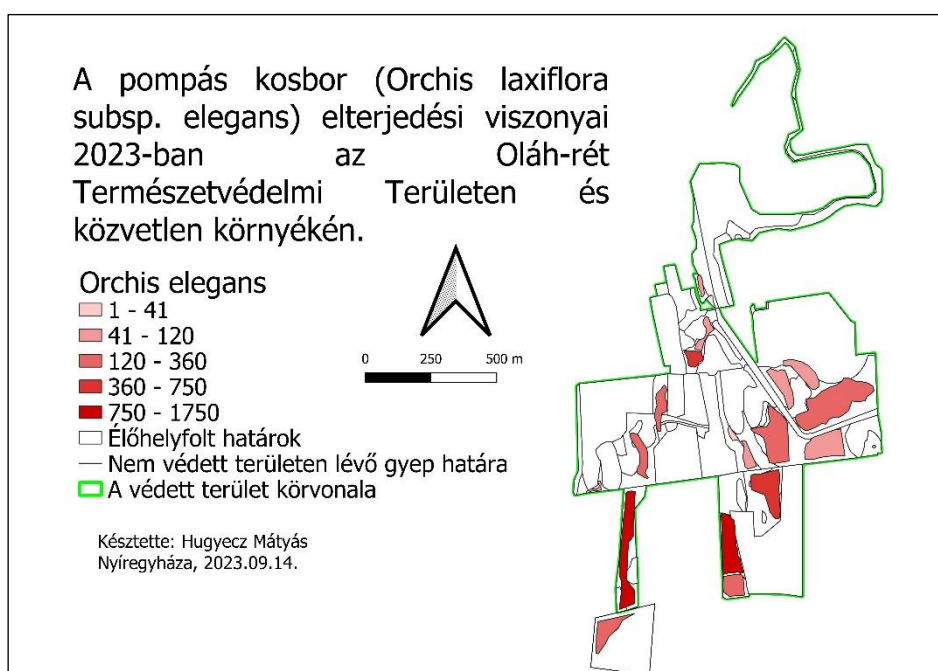 A pompás kosbor (Orchis laxiflora
subsp. elegans) elterjedési viszonyai
2023-ban az Oláh-rét
Természetvédelmi Területen és
közvetlen környékén.
Orchis elegans
1 - 41
41 - 120
120 - 360
360 - 750
750 - 1750
Élőhelyfolt határok
Nem védett területen lévő gyep határa
A védett terület körvonala
0 250 500 m
Késztette: Hugyecz Mátyás
Nyíregyháza, 2023.09.14.